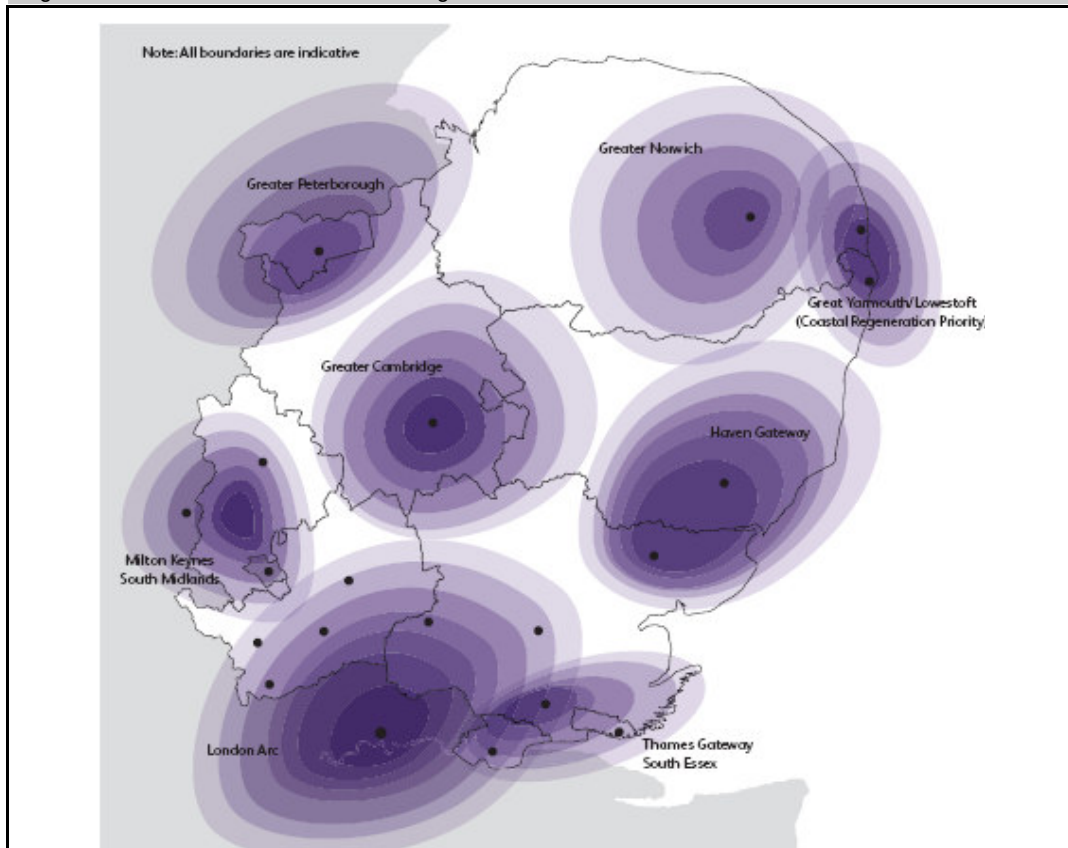 Note: All boundaries are indicative
Greater Norwich
Greater Peterborough
Great Yarmouth/Lowestoft
(Coastal Regeneration Priority)
Greater Cambridge
Haven Gateway
Milton Keynes
South Midlands
London Arc
Thames Gateway
South Essex